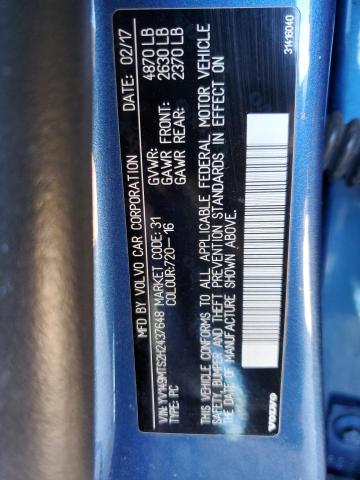 MFD BY VOLVO CAR CORPORATION DATE: 02/17
GVWR: 4870 LB
GAWR FRONT: 2630 LB
GAWR REAR: 2370 LB
VIN: YV149MTS2H2437648 MARKET CODE: 31
TYPE: PC COLOUR:720-16
THIS VEHICLE CONFORMS TO ALL APPLICABLE FEDERAL MOTOR VEHICLE
SAFETY, BUMPER AND THEFT PREVENTION STANDARDS IN EFFECT ON
THE DATE OF MANUFACTURE SHOWN ABOVE.
VOLVO 31416040